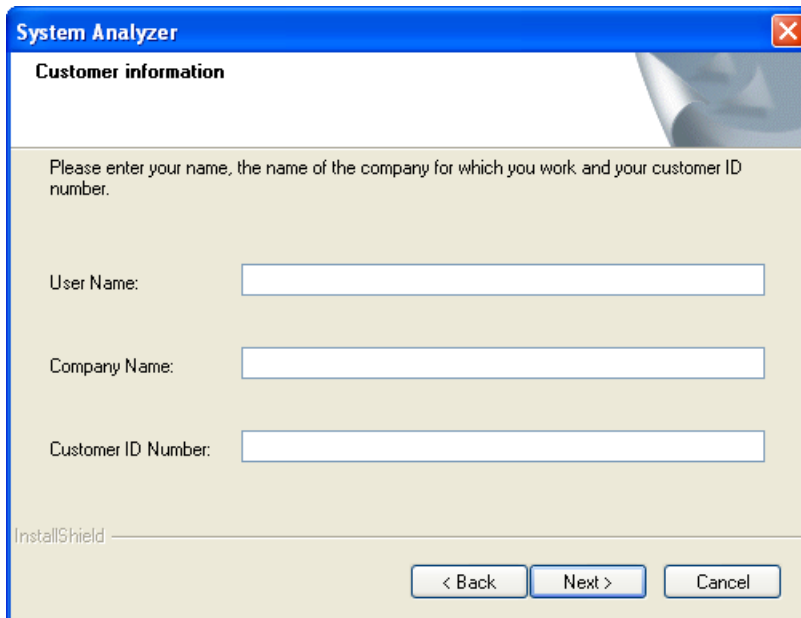 System Analyzer
Customer information
Please enter your name, the name of the company for which you work and your customer ID
number.
User Name:
Company Name:
Customer ID Number:
InstallShield
< Back Next > Cancel